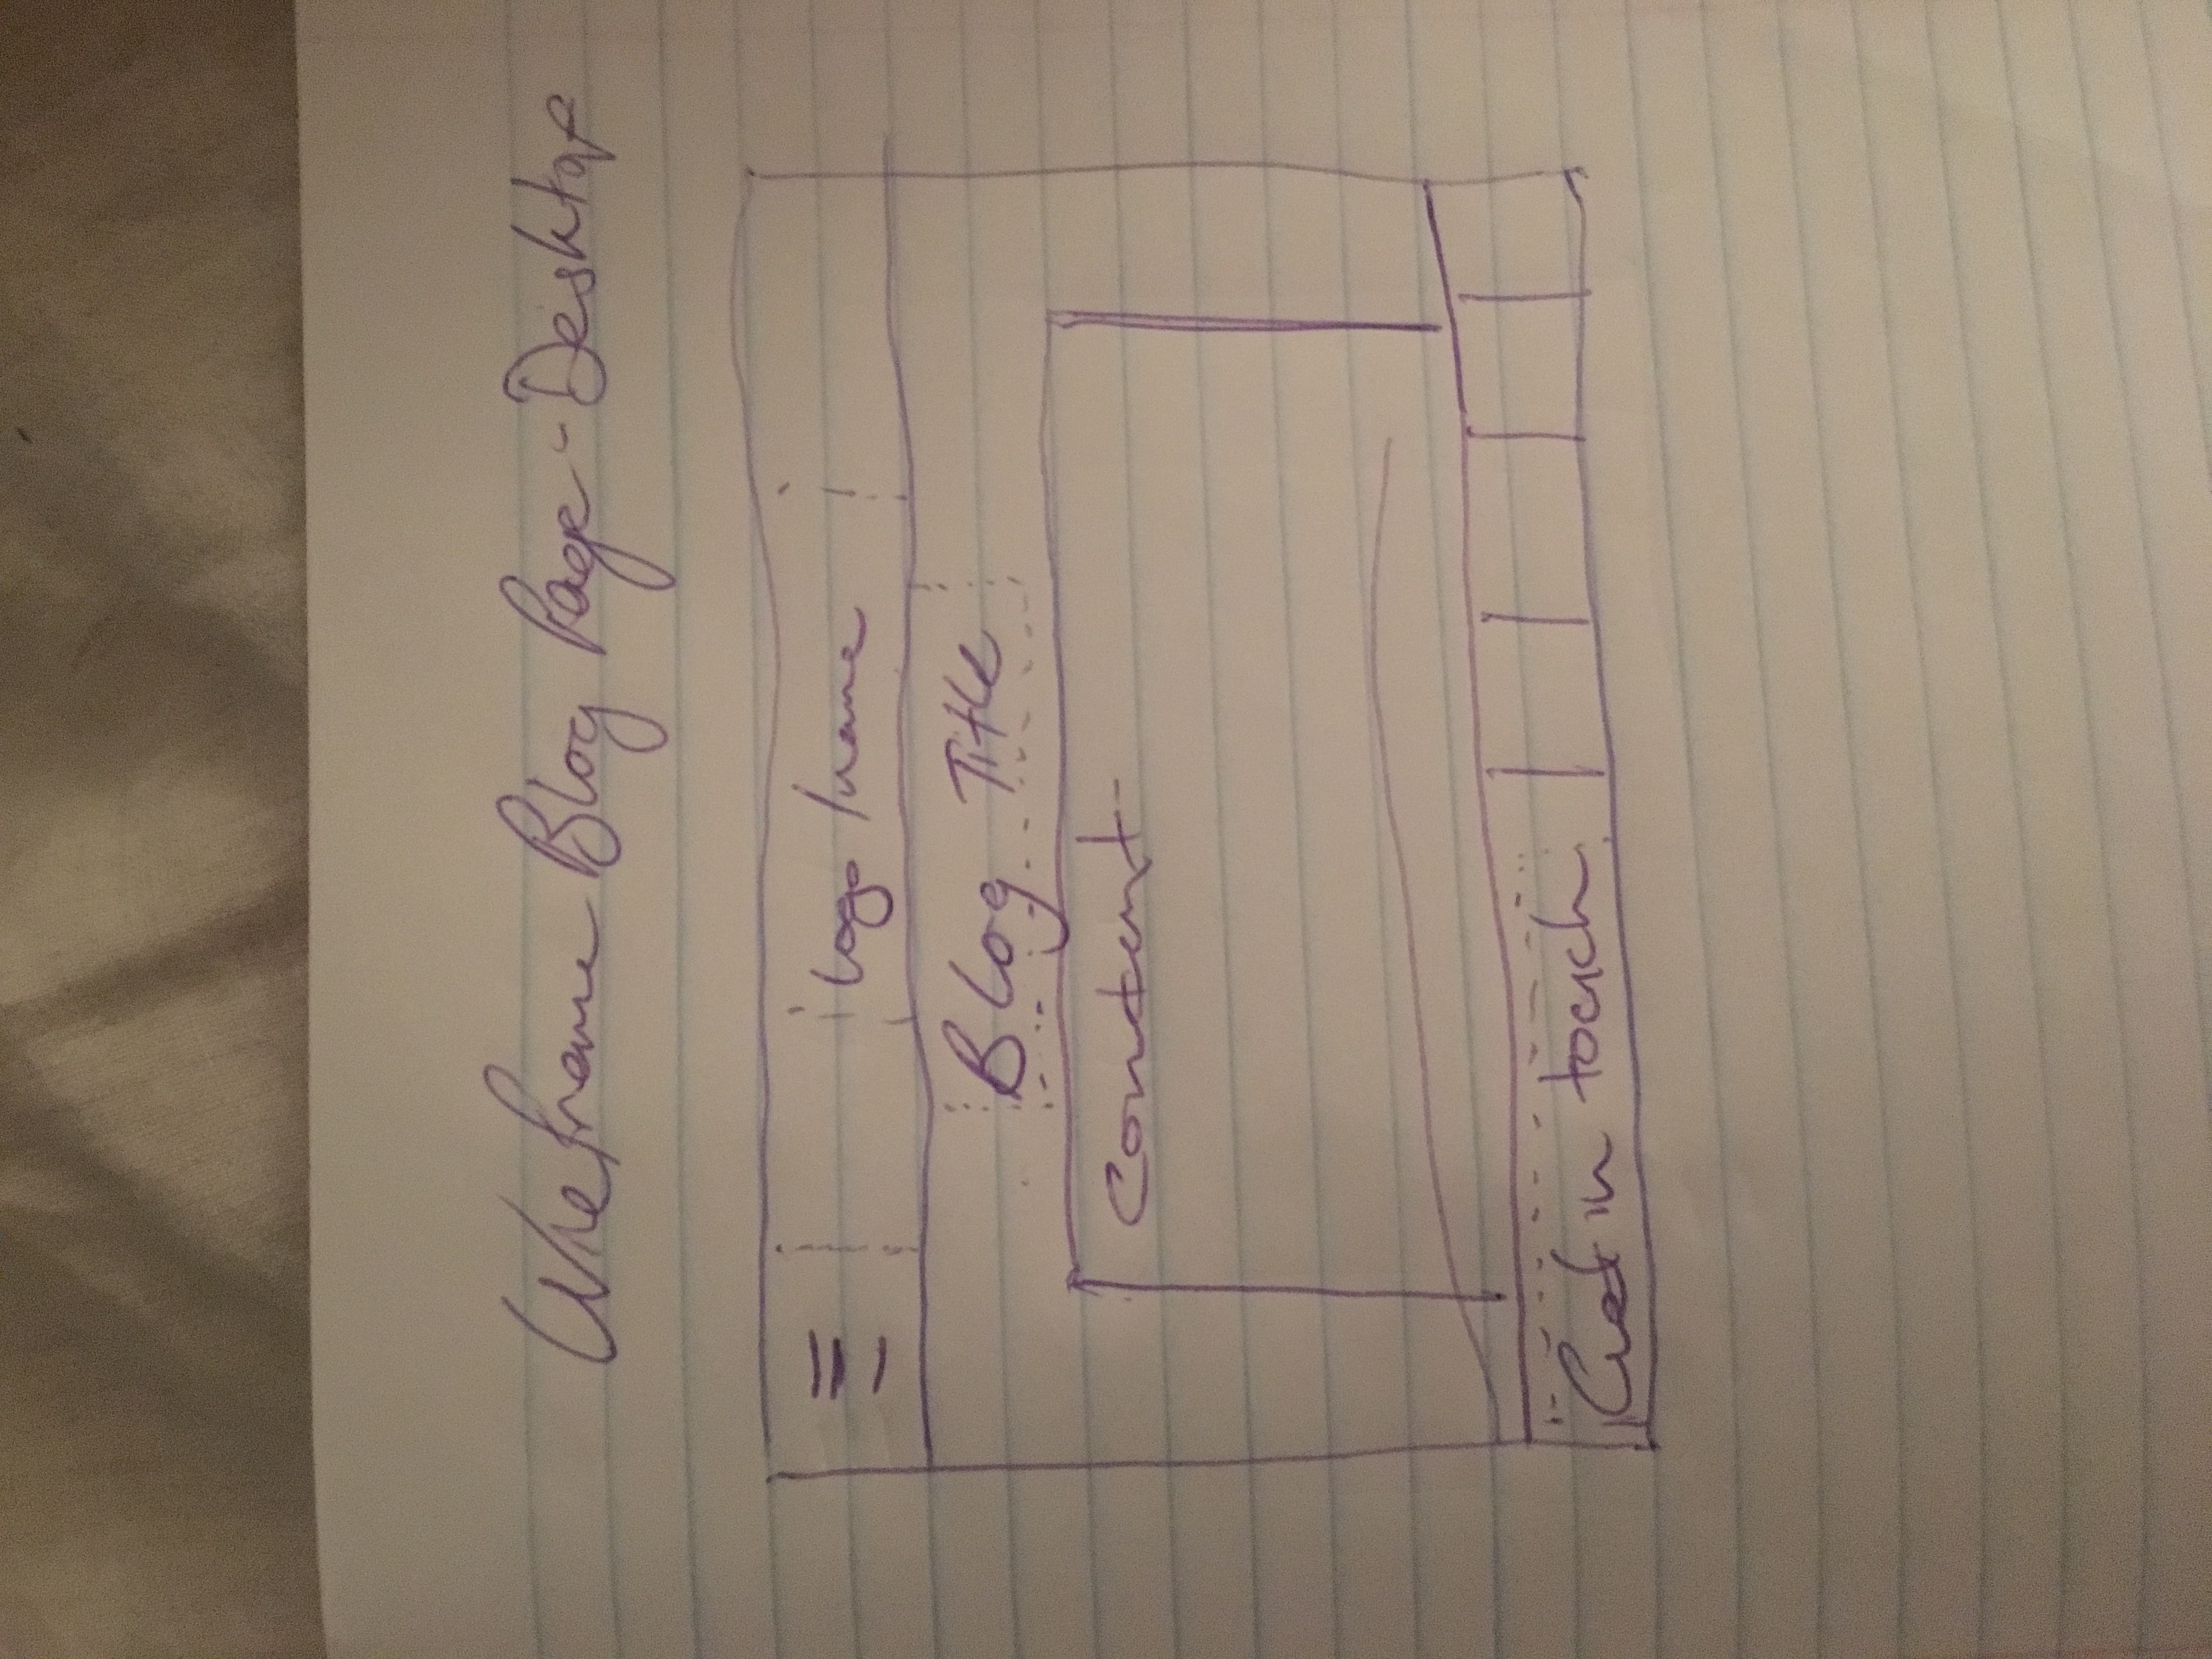 Wireframe Blog Page - Desktop
Logo/name
Blog Title
Content
Get in touch